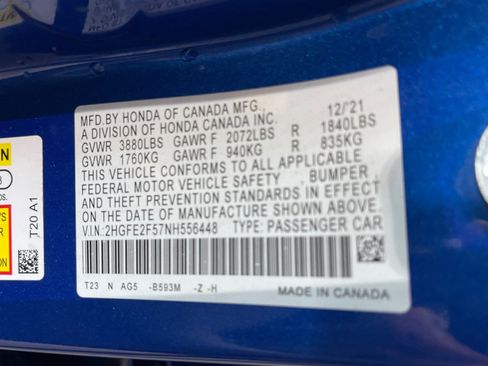 MFD.BY HONDA OF CANADA MFG., 12/'21
A DIVISION OF HONDA CANADA INC.
GVWR 3880LBS GAWR F 2072LBS R 1840LBS
GVWR 1760KG GAWR F 940KG R 835KG
THIS VEHICLE CONFORMS TO ALL APPLICABLE
FEDERAL MOTOR VEHICLE SAFETY BUMPER
AND THEFT PREVENTION STANDARDS IN EFFECT
ON THE DATE OF MANUFACTURE SHOWN ABOVE.
V.I.N:2HGFE2F57NH556448 TYPE: PASSENGER CAR
T23 N AG5 -B593M -Z -H
MADE IN CANADA
T20 A1